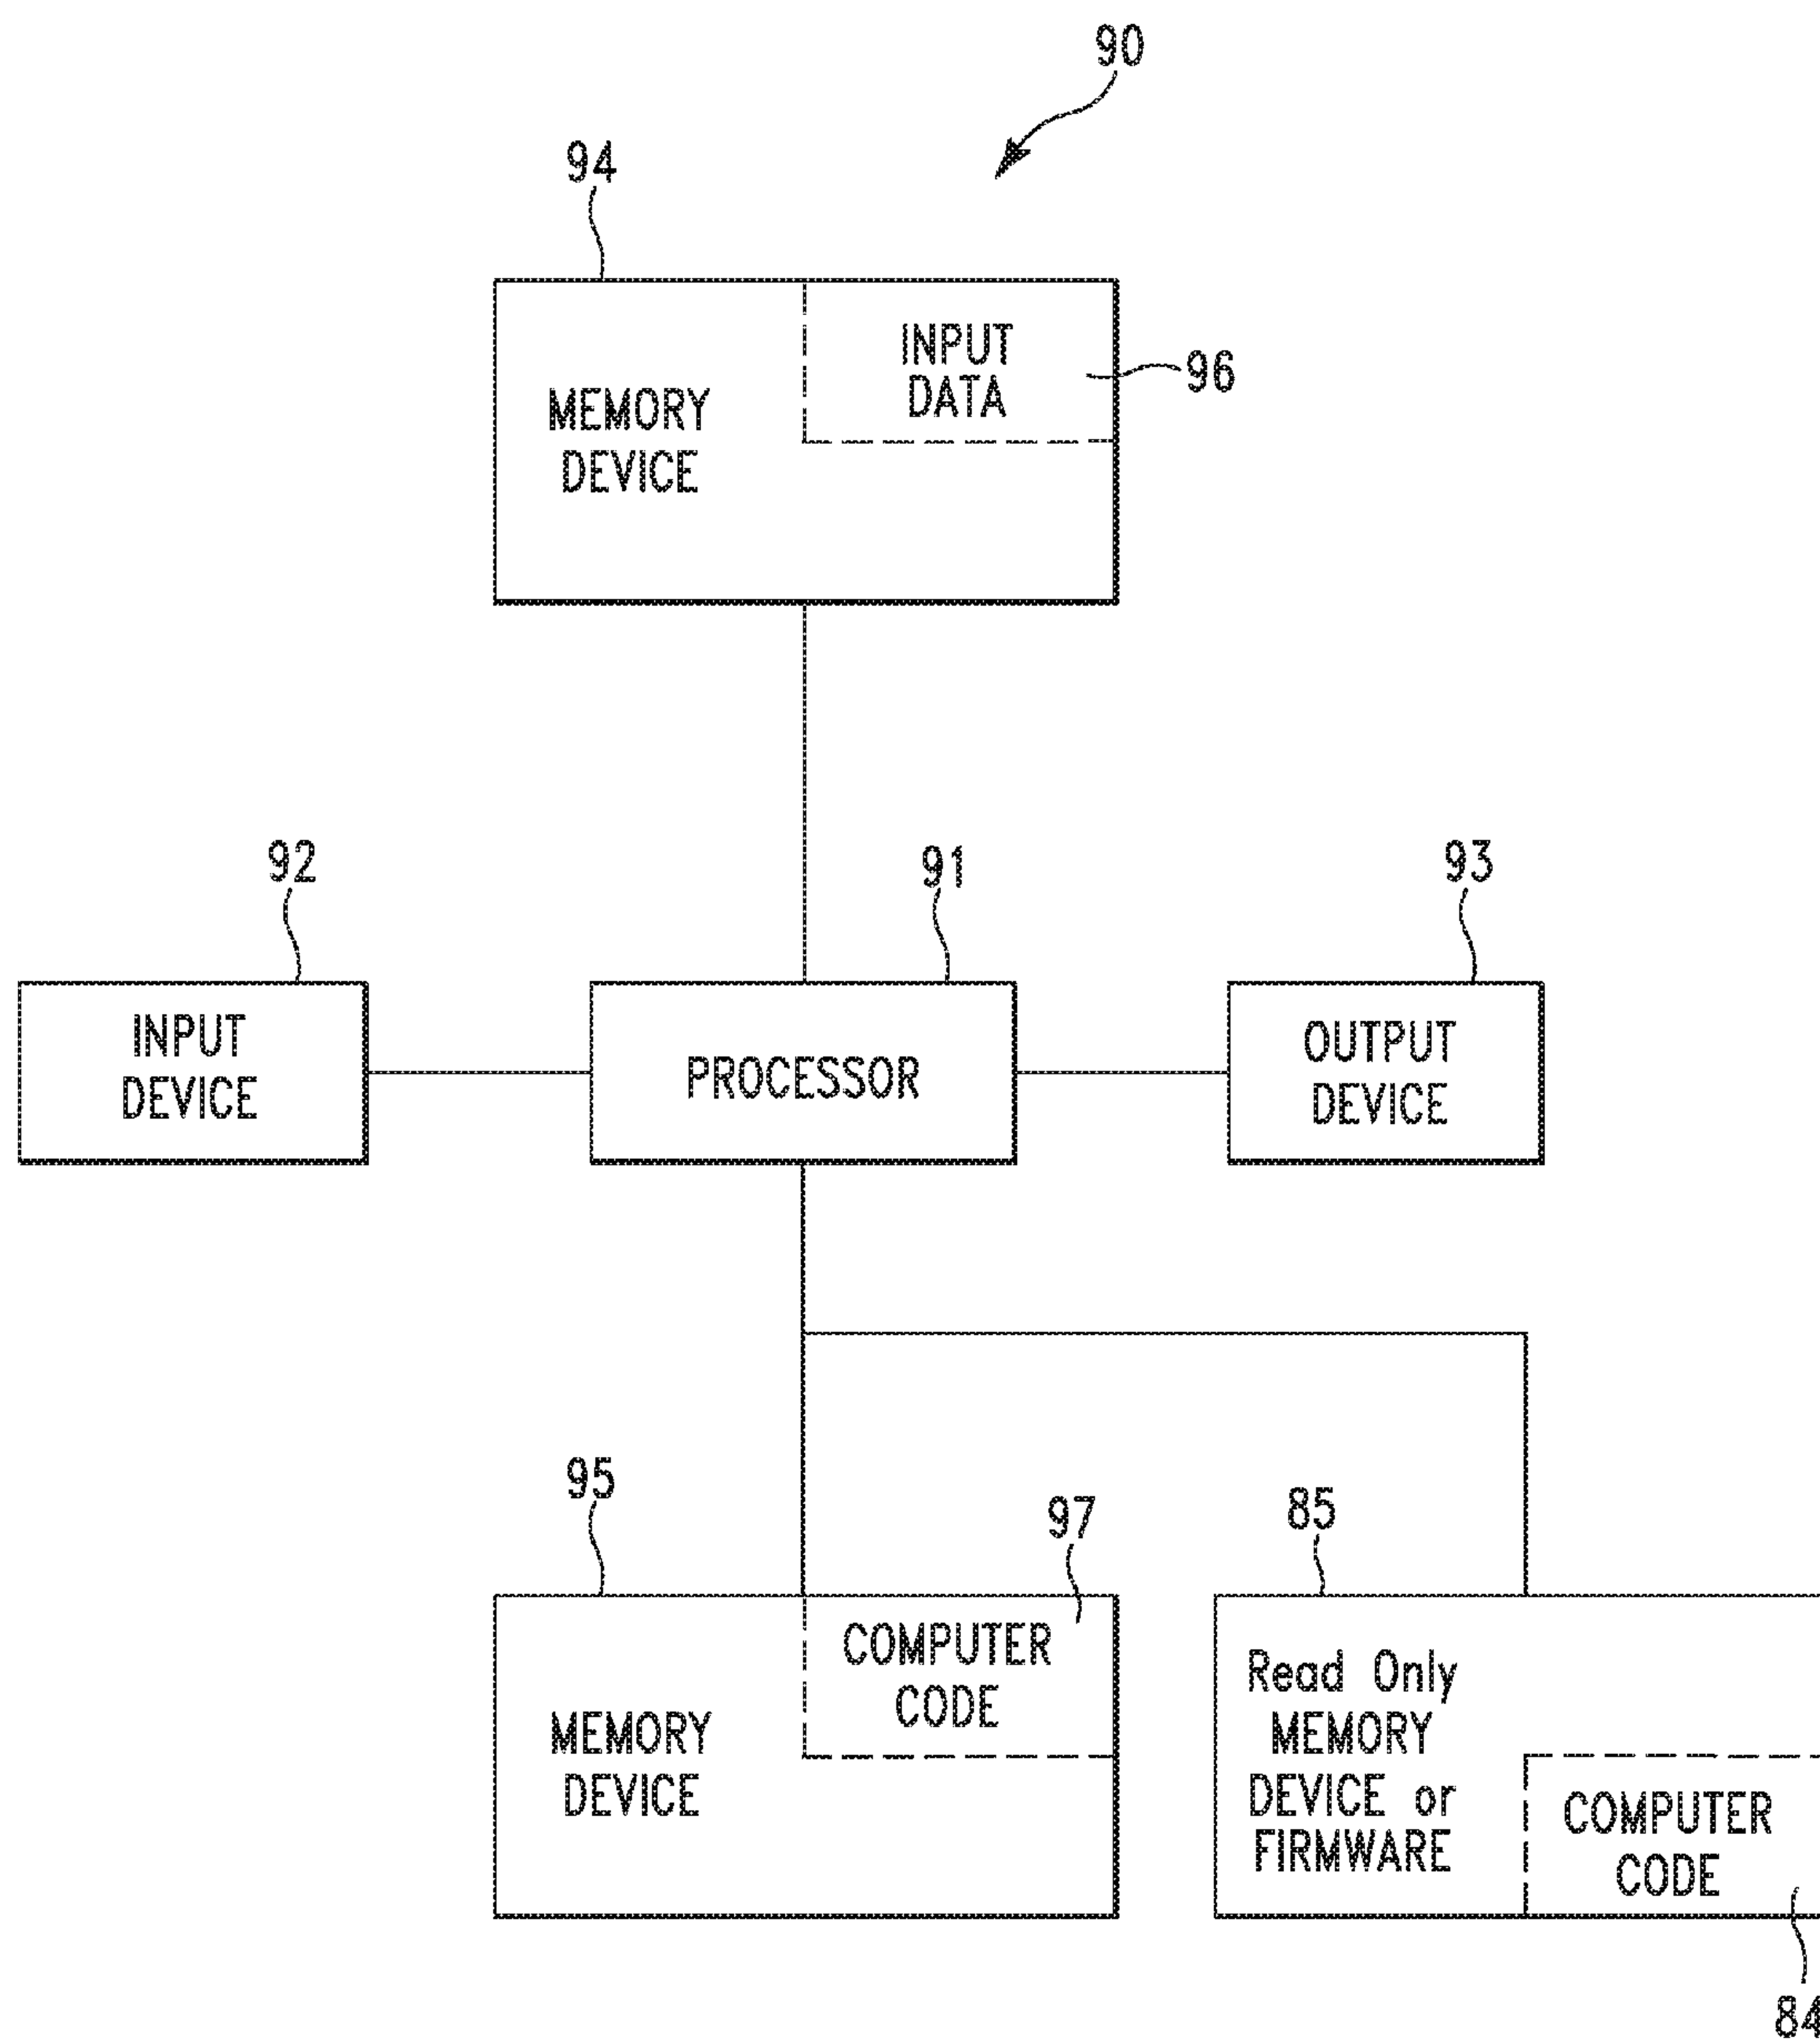 90
94
INPUT
DATA
96
MEMORY
DEVICE
92
91
93
INPUT
DEVICE
PROCESSOR
OUTPUT
DEVICE
95
97
85
COMPUTER
CODE
MEMORY
DEVICE
Read Only
MEMORY
DEVICE or
FIRMWARE
COMPUTER
CODE
84